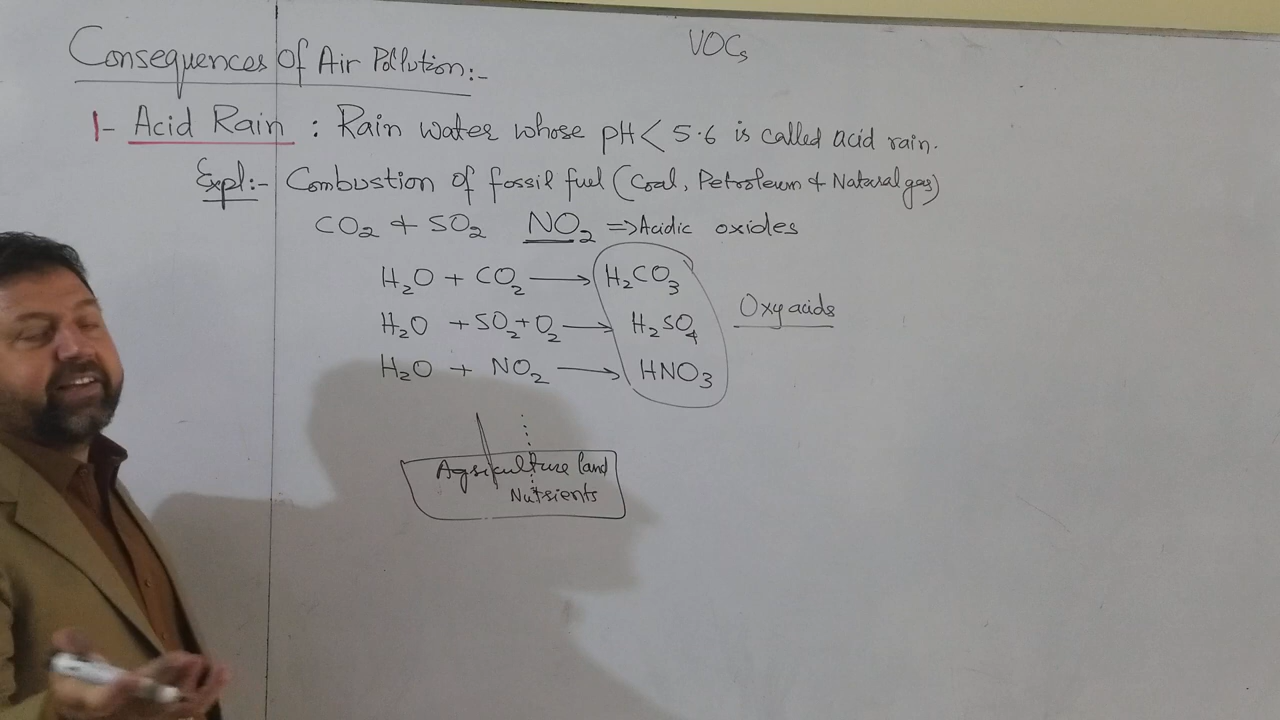 VOCs
Consequences of Air Pollution:-
1- Acid Rain : Rain water whose pH < 5.6 is called acid rain.
Expl:- Combustion of fossil fuel (Coal, Petroleum & Natural gas)
CO₂ + SO₂ NO₂ ⇒ Acidic oxides
H₂O + CO₂ ⟶ H₂CO₃
H₂O + SO₂ + O₂ ⟶ H₂SO₄
H₂O + NO₂ ⟶ HNO₃
Oxyacids
Agriculture land
Nutrients